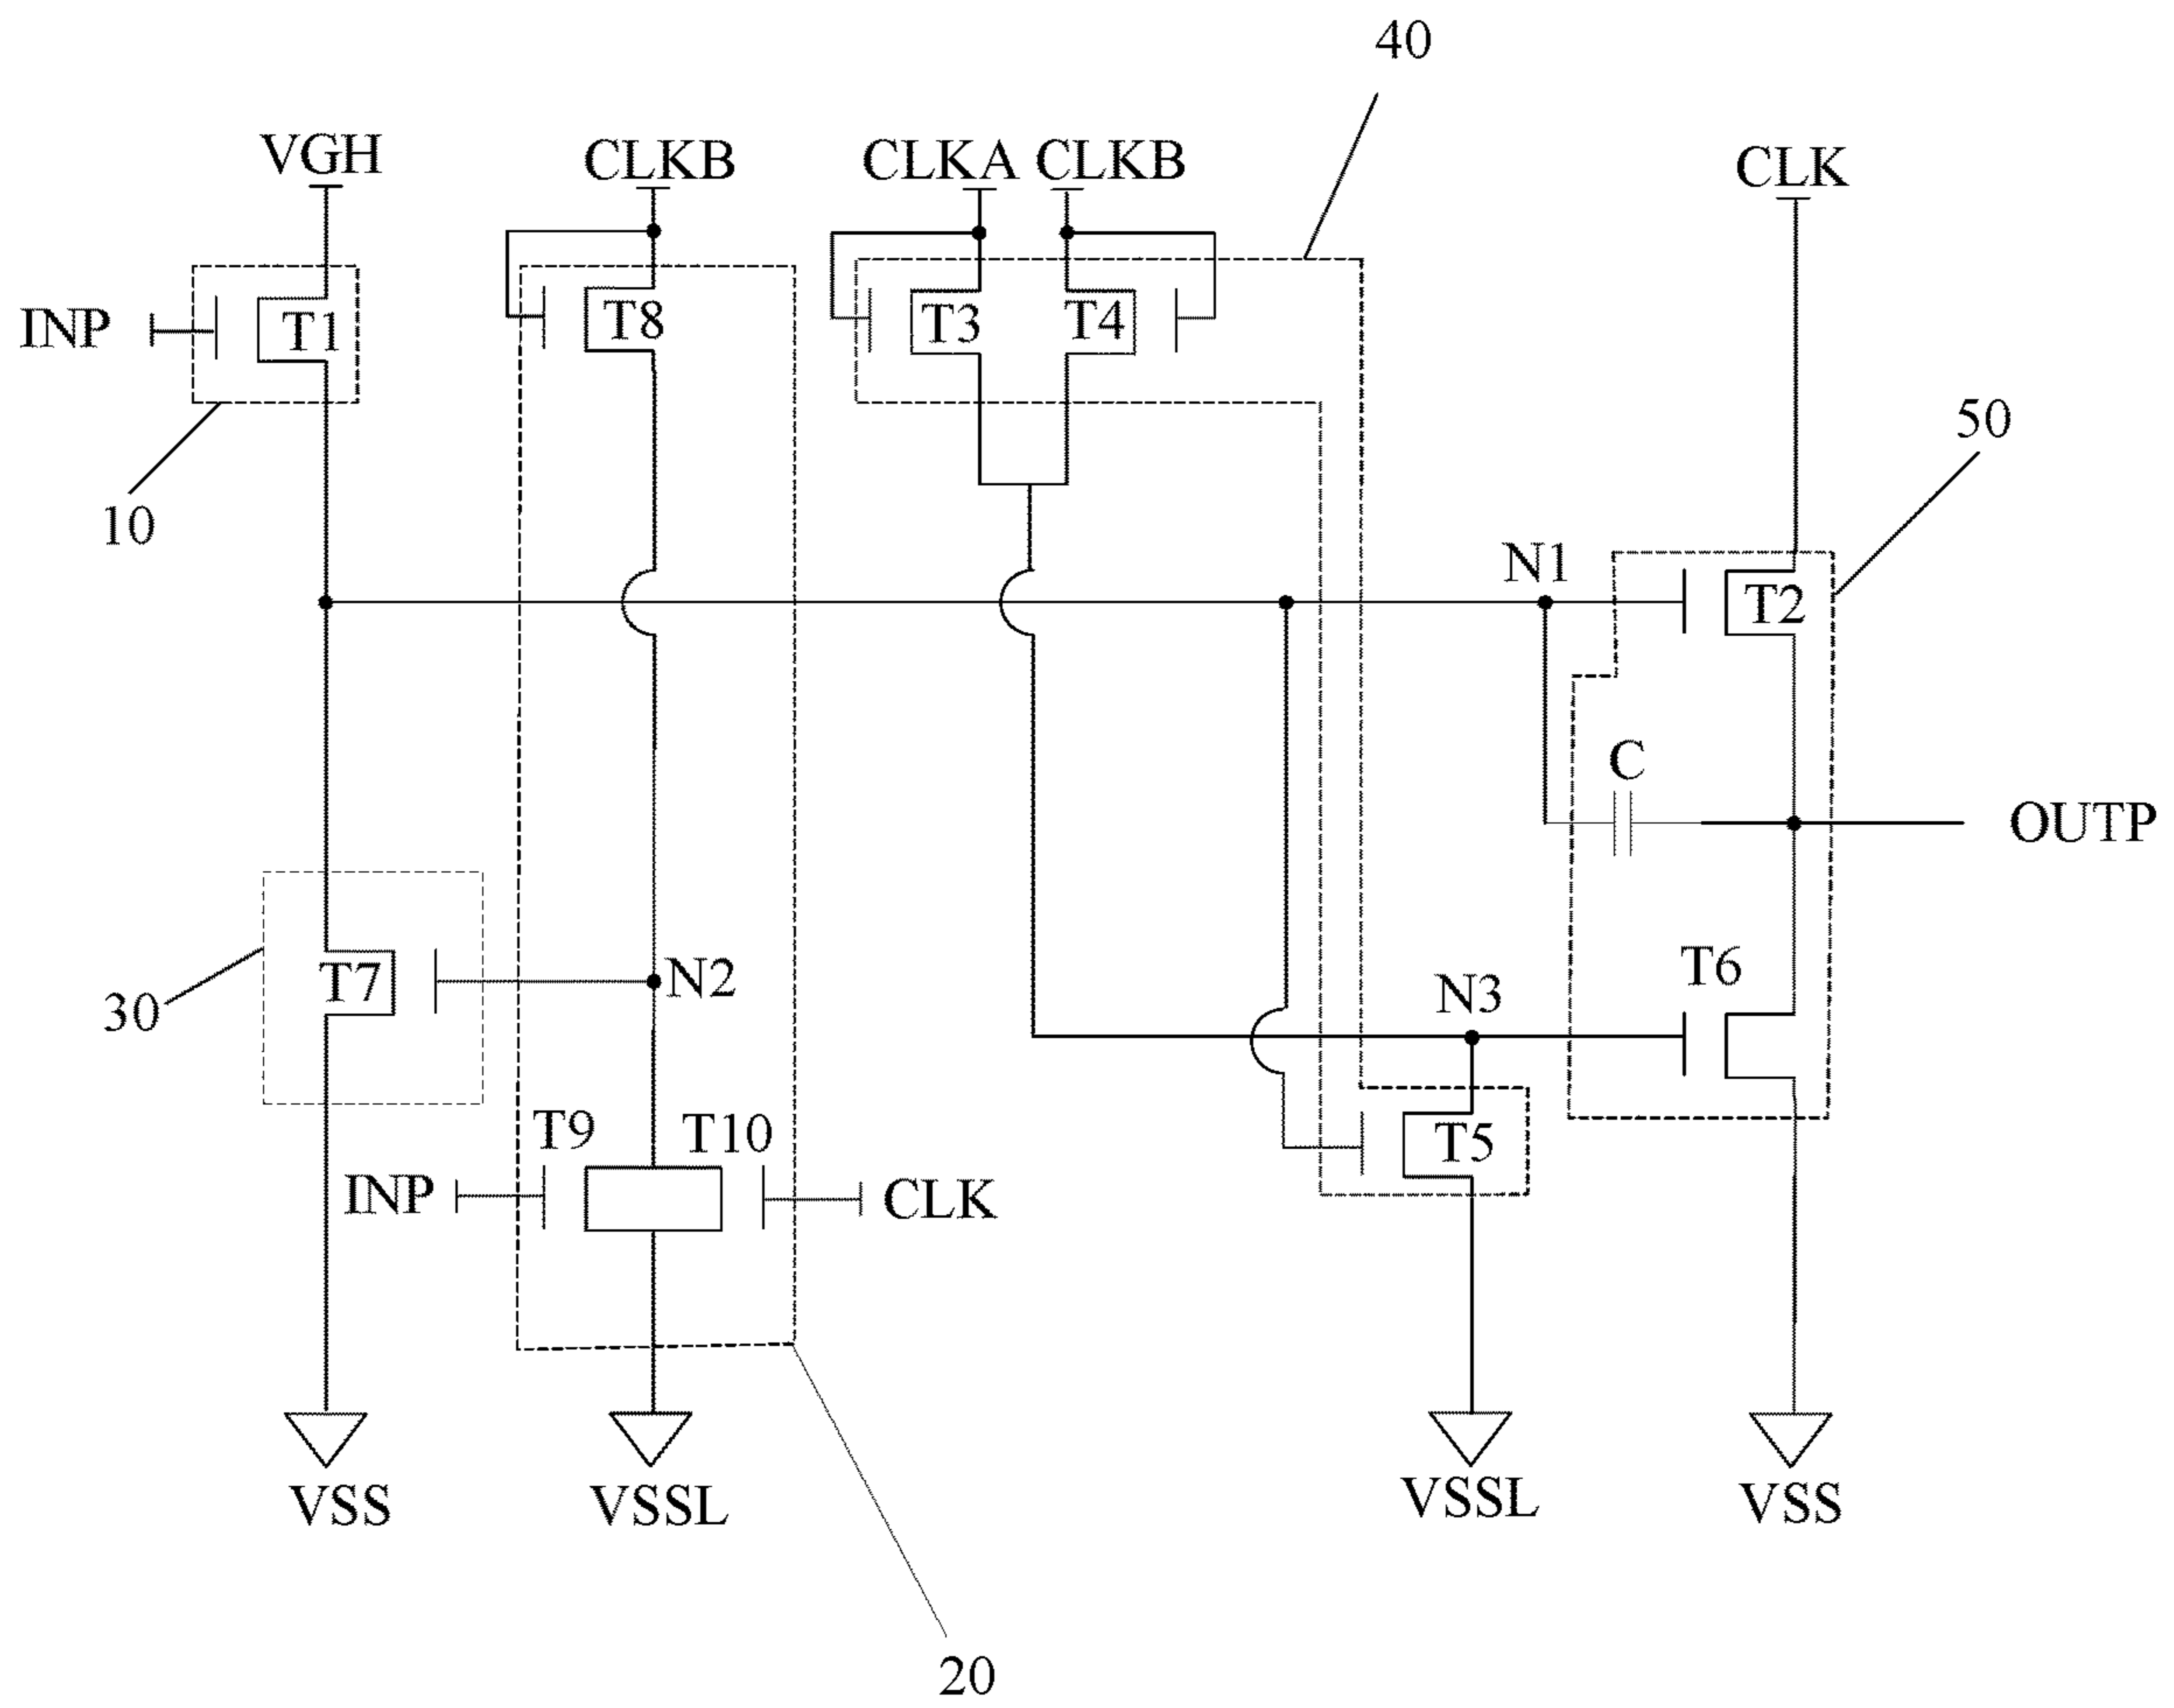 40
VGH
CLKB
CLKA
CLKB
CLK
INP
T1
T8
T3
T4
50
10
N1
T2
C
OUTP
T7
N2
N3
T6
30
T9
T10
T5
INP
CLK
VSS
VSSL
VSSL
VSS
20